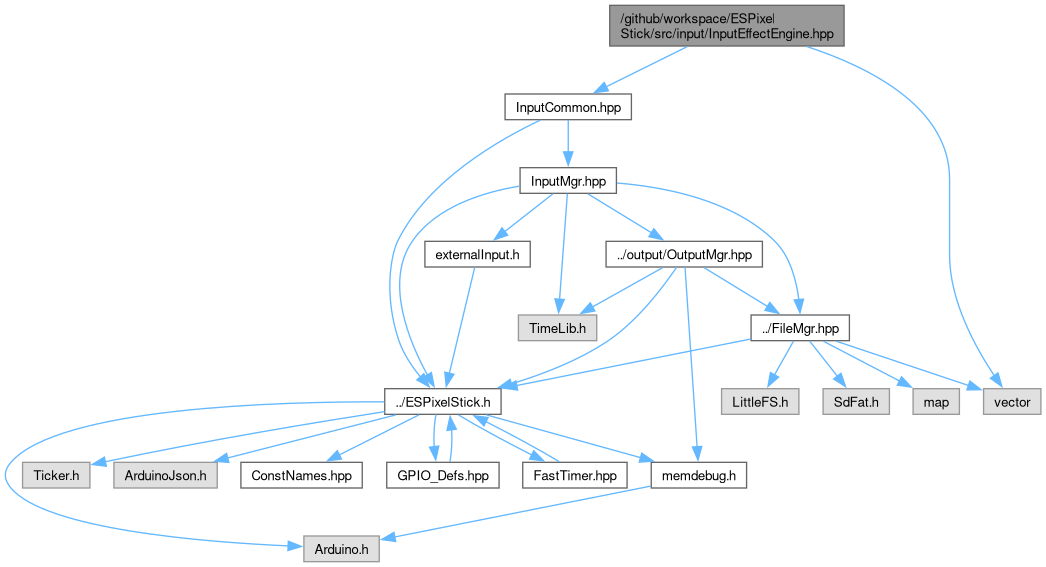 /github/workspace/ESPixel
Stick/src/input/InputEffectEngine.hpp
InputCommon.hpp
InputMgr.hpp
externalInput.h
../output/OutputMgr.hpp
TimeLib.h
../FileMgr.hpp
../ESPixelStick.h
LittleFS.h
SdFat.h
map
vector
Ticker.h
ArduinoJson.h
ConstNames.hpp
GPIO_Defs.hpp
FastTimer.hpp
memdebug.h
Arduino.h